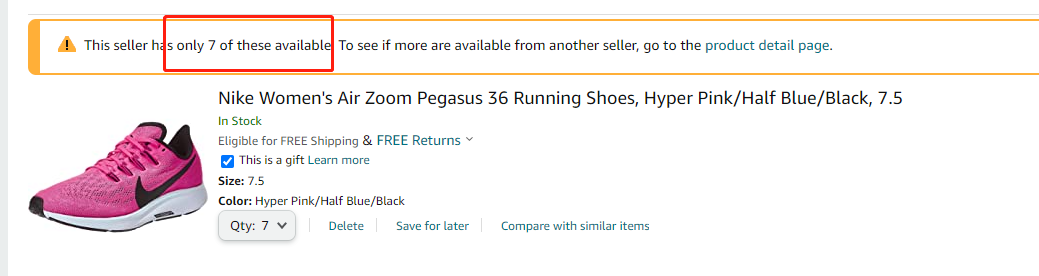 This seller has only 7 of these available. To see if more are available from another seller, go to the product detail page.
Nike Women's Air Zoom Pegasus 36 Running Shoes, Hyper Pink/Half Blue/Black, 7.5
In Stock
Eligible for FREE Shipping & FREE Returns
This is a gift Learn more
Size: 7.5
Color: Hyper Pink/Half Blue/Black
Qty: 7 Delete Save for later Compare with similar items